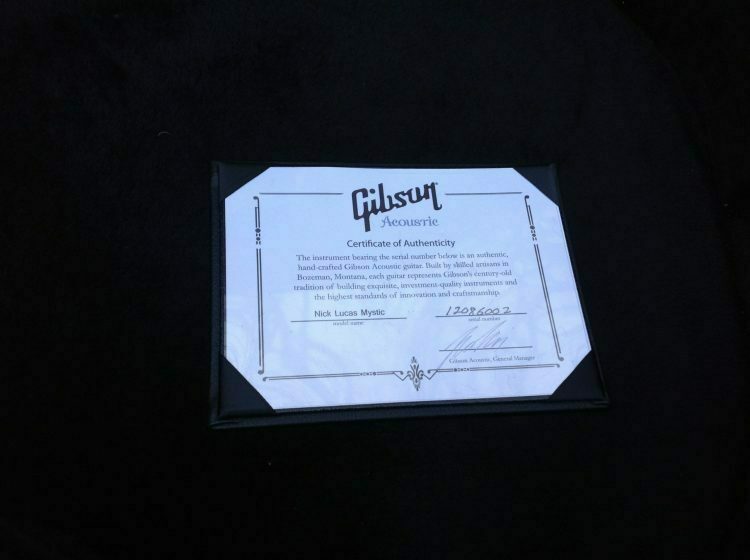 Gibson
Acoustic
Certificate of Authenticity
The instrument bearing the serial number below is an authentic,
hand-crafted Gibson Acoustic guitar. Built by skilled artisans in
Bozeman, Montana, each guitar represents Gibson's century-old
tradition of building exquisite, investment-quality instruments and
the highest standards of innovation and craftsmanship.
Nick Lucas Mystic 12086002
model name serial number
Gibson Acoustic, General Manager